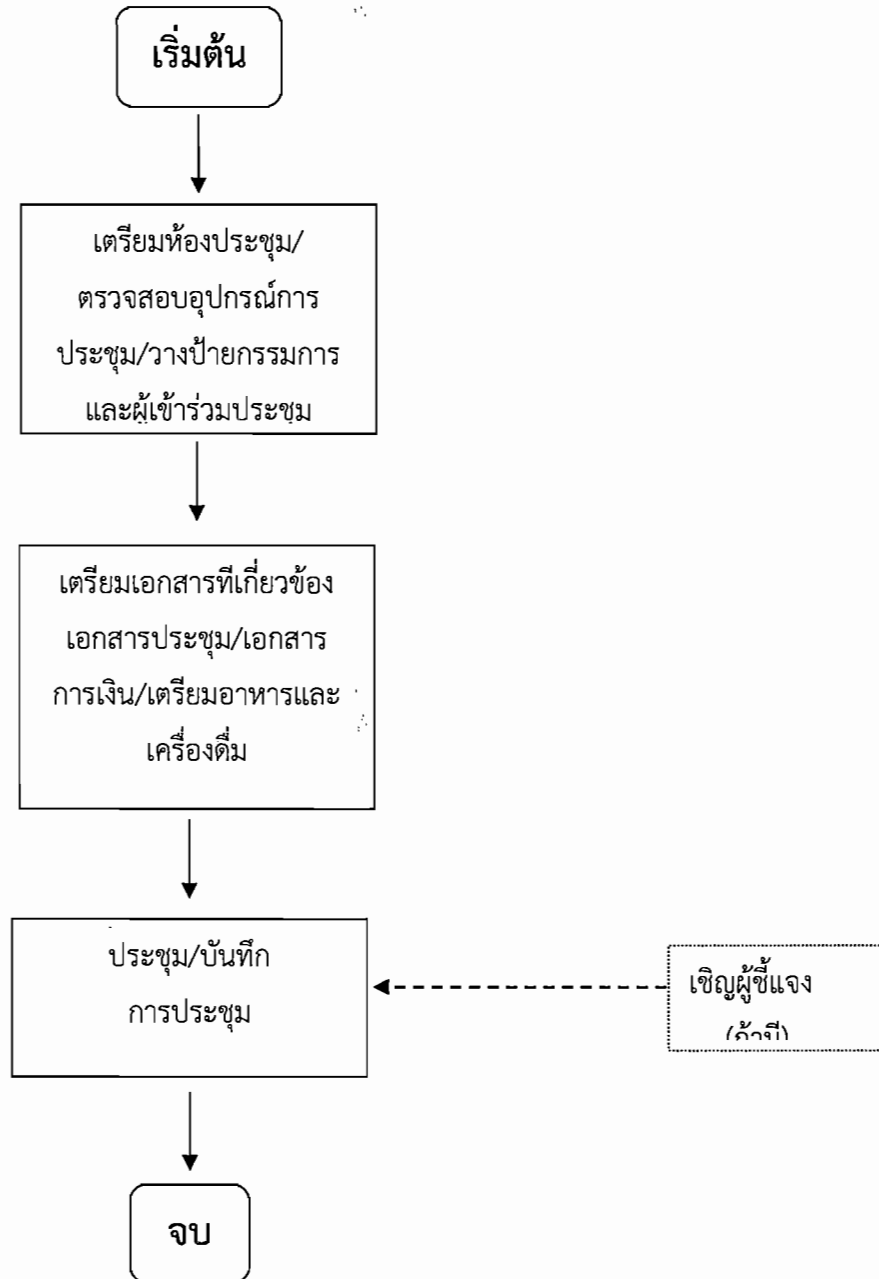 เริ่มต้น
เตรียมห้องประชุม/
ตรวจสอบอุปกรณ์การ
ประชุม/วางป้ายกรรมการ
และผู้เข้าร่วมประชุม
เตรียมเอกสารทีเกี่ยวข้อง
เอกสารประชุม/เอกสาร
การเงิน/เตรียมอาหารและ
เครื่องดื่ม
ประชุม/บันทึก
การประชุม
เชิญผู้ชี้แจง
(ถ้ามี)
จบ